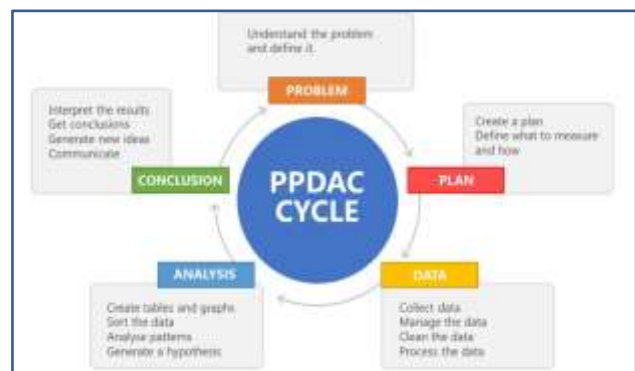 Understand the problem
and define it.
PROBLEM
Create a plan
Define what to measure
and how
PLAN
Collect data
Manage the data
Clean the data
Process the data
DATA
ANALYSIS
Create tables and graphs
Sort the data
Analyse patterns
Generate a hypothesis
Interpret the results
Get conclusions
Generate new ideas
Communicate
CONCLUSION
PPDAC
CYCLE